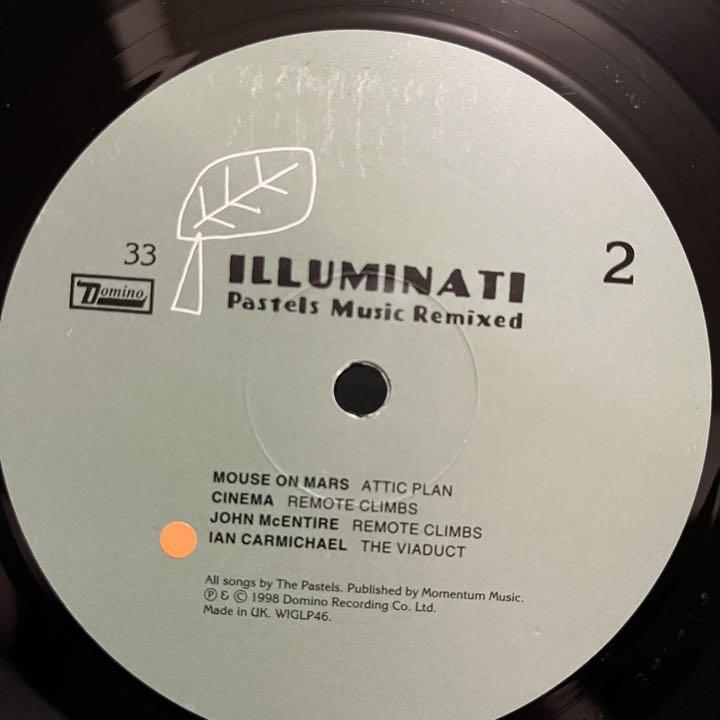 33
Domino
ILLUMINATI
2
Pastels Music Remixed
MOUSE ON MARS ATTIC PLAN
CINEMA REMOTE CLIMBS
JOHN McENTIRE REMOTE CLIMBS
IAN CARMICHAEL THE VIADUCT
All songs by The Pastels. Published by Momentum Music.
℗ & © 1998 Domino Recording Co. Ltd.
Made in UK. WIGLP46.